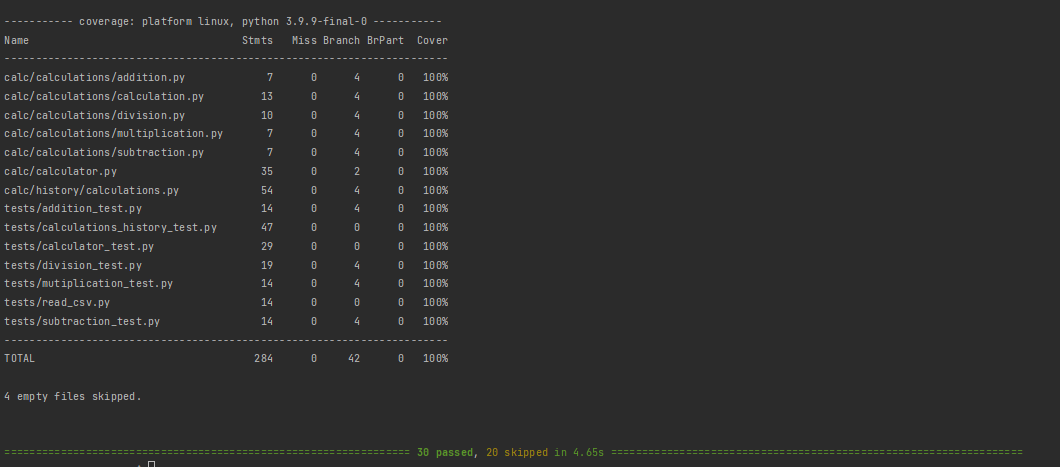 ----------- coverage: platform linux, python 3.9.9-final-0 -----------
Name                                  Stmts   Miss Branch BrPart  Cover
-----------------------------------------------------------------------
calc/calculations/addition.py             7      0      4      0   100%
calc/calculations/calculation.py         13      0      4      0   100%
calc/calculations/division.py            10      0      4      0   100%
calc/calculations/multiplication.py       7      0      4      0   100%
calc/calculations/subtraction.py          7      0      4      0   100%
calc/calculator.py                       35      0      2      0   100%
calc/history/calculations.py             54      0      4      0   100%
tests/addition_test.py                   14      0      4      0   100%
tests/calculations_history_test.py       47      0      0      0   100%
tests/calculator_test.py                 29      0      0      0   100%
tests/division_test.py                   19      0      4      0   100%
tests/mutiplication_test.py              14      0      4      0   100%
tests/read_csv.py                        14      0      0      0   100%
tests/subtraction_test.py                14      0      4      0   100%
-----------------------------------------------------------------------
TOTAL                                   284      0     42      0   100%
4 empty files skipped.
================================================================= 30 passed, 20 skipped in 4.65s ==================================================================